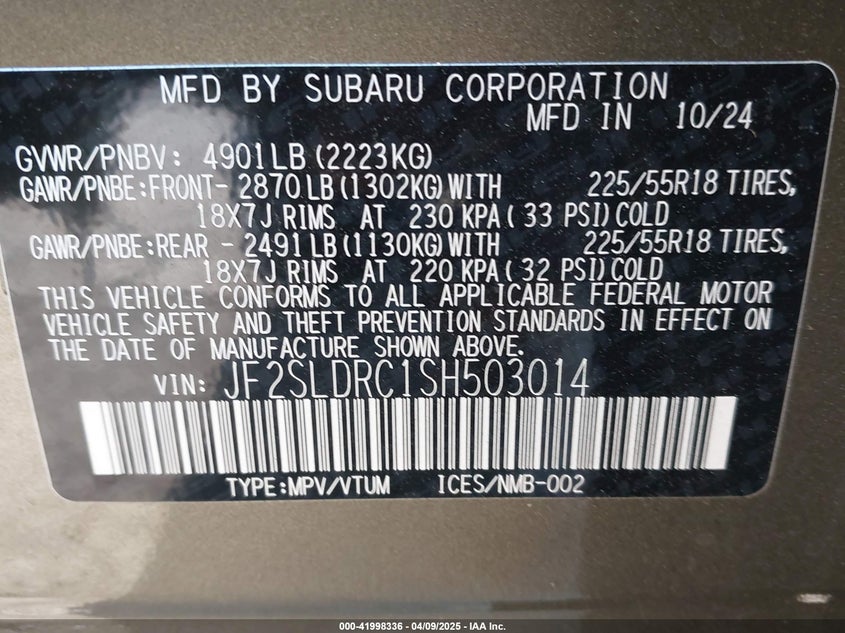 MFD BY SUBARU CORPORATION
MFD IN 10/24
GVWR/PNBV: 4901LB(2223KG)
GAWR/PNBE:FRONT- 2870LB(1302KG)WITH 225/55R18 TIRES,
18X7J RIMS AT 230 KPA( 33 PSI)COLD
GAWR/PNBE:REAR - 2491LB(1130KG)WITH 225/55R18 TIRES,
18X7J RIMS AT 220 KPA( 32 PSI)COLD
THIS VEHICLE CONFORMS TO ALL APPLICABLE FEDERAL MOTOR
VEHICLE SAFETY AND THEFT PREVENTION STANDARDS IN EFFECT ON
THE DATE OF MANUFACTURE SHOWN ABOVE.
VIN: JF2SLDRC1SH503014
TYPE:MPV/VTUM ICES/NMB-002
000-41998336 - 04/09/2025 - IAA Inc.